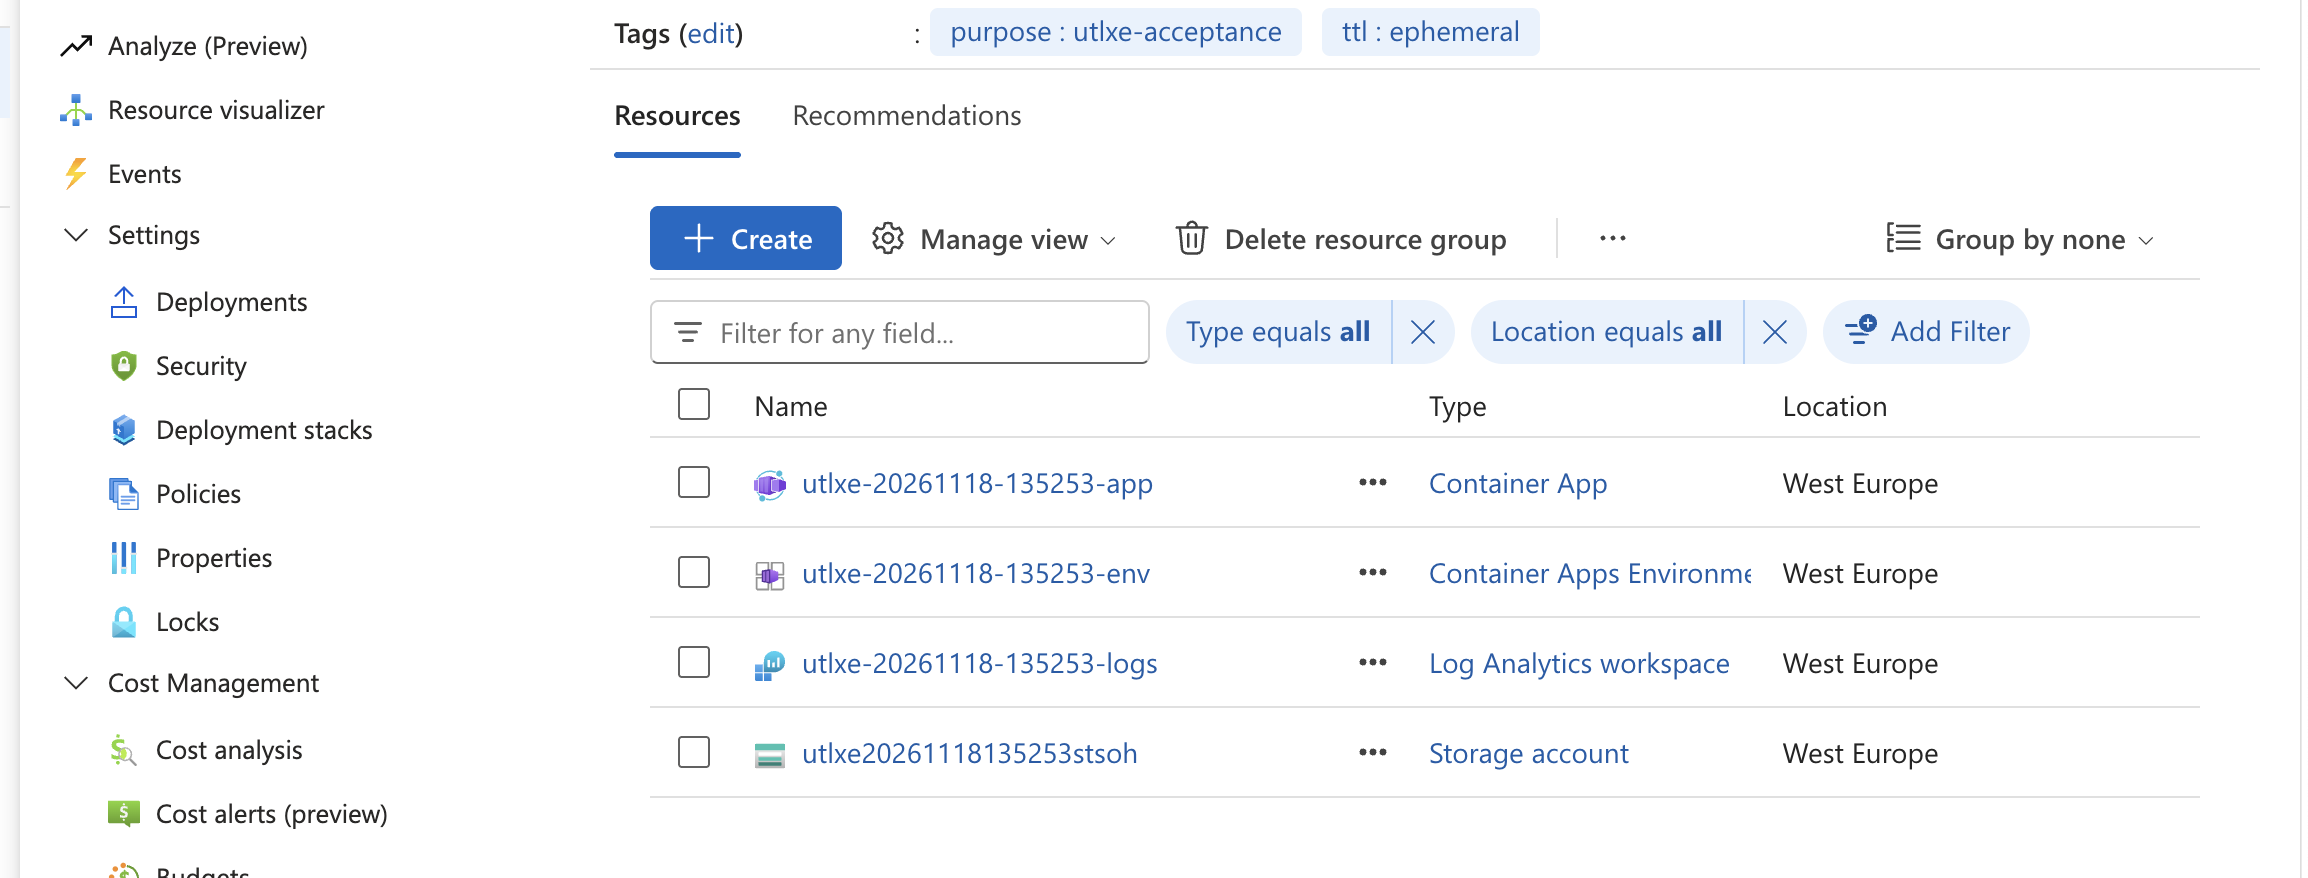 Analyze (Preview)
Resource visualizer
Events
Settings
Deployments
Security
Deployment stacks
Policies
Properties
Locks
Cost Management
Cost analysis
Cost alerts (preview)
Budgets
Tags (edit) : purpose : utlxe-acceptance ttl : ephemeral
Resources Recommendations
Create Manage view Delete resource group ... Group by none
Filter for any field... Type equals all Location equals all Add Filter
Name Type Location
utlxe-20261118-135253-app ... Container App West Europe
utlxe-20261118-135253-env ... Container Apps Environme West Europe
utlxe-20261118-135253-logs ... Log Analytics workspace West Europe
utlxe20261118135253stsoh ... Storage account West Europe